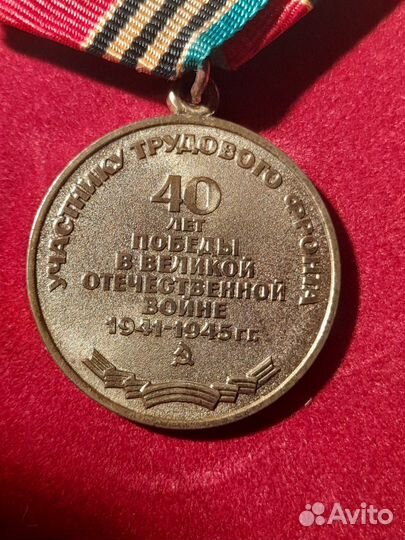 УЧАСТНИКУ ТРУДОВОГО ФРОНТА
40
ЛЕТ
ПОБЕДЫ
В ВЕЛИКОЙ
ОТЕЧЕСТВЕННОЙ
ВОЙНЕ
1941-1945 ГГ.
Avito